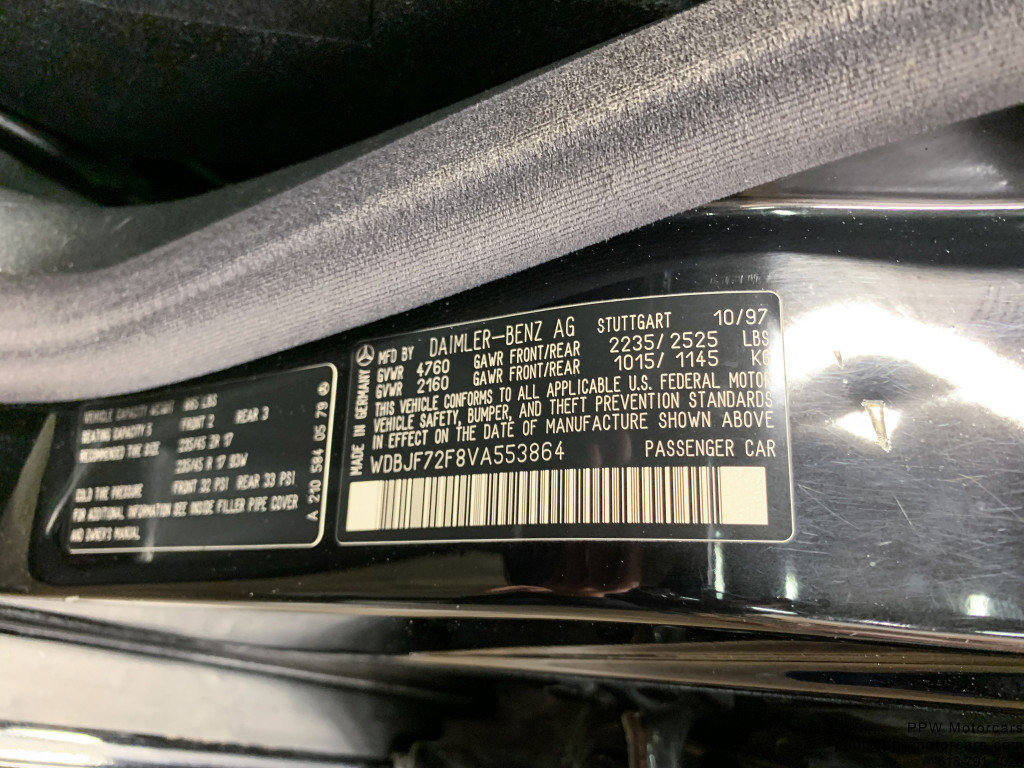 VEHICLE CAPACITY WEIGHT 865 LBS
SEATING CAPACITY 5 FRONT 2 REAR 3
RECOMMENDED TIRE SIZE 235/45 ZR 17
235/45 R 17 93W
COLD TIRE PRESSURE FRONT 32 PSI REAR 33 PSI
FOR ADDITIONAL INFORMATION SEE INSIDE FILLER PIPE COVER
AND OWNER'S MANUAL
A 210 584 05 79
MADE IN GERMANY
MFD BY DAIMLER-BENZ AG STUTTGART 10/97
GVWR 4760 GAWR FRONT/REAR 2235/2525 LBS
GVWR 2160 GAWR FRONT/REAR 1015/1145 KG
THIS VEHICLE CONFORMS TO ALL APPLICABLE U.S. FEDERAL MOTOR
VEHICLE SAFETY, BUMPER, AND THEFT PREVENTION STANDARDS
IN EFFECT ON THE DATE OF MANUFACTURE SHOWN ABOVE
WDBJF72F8VA553864 PASSENGER CAR
PPW Motorcars